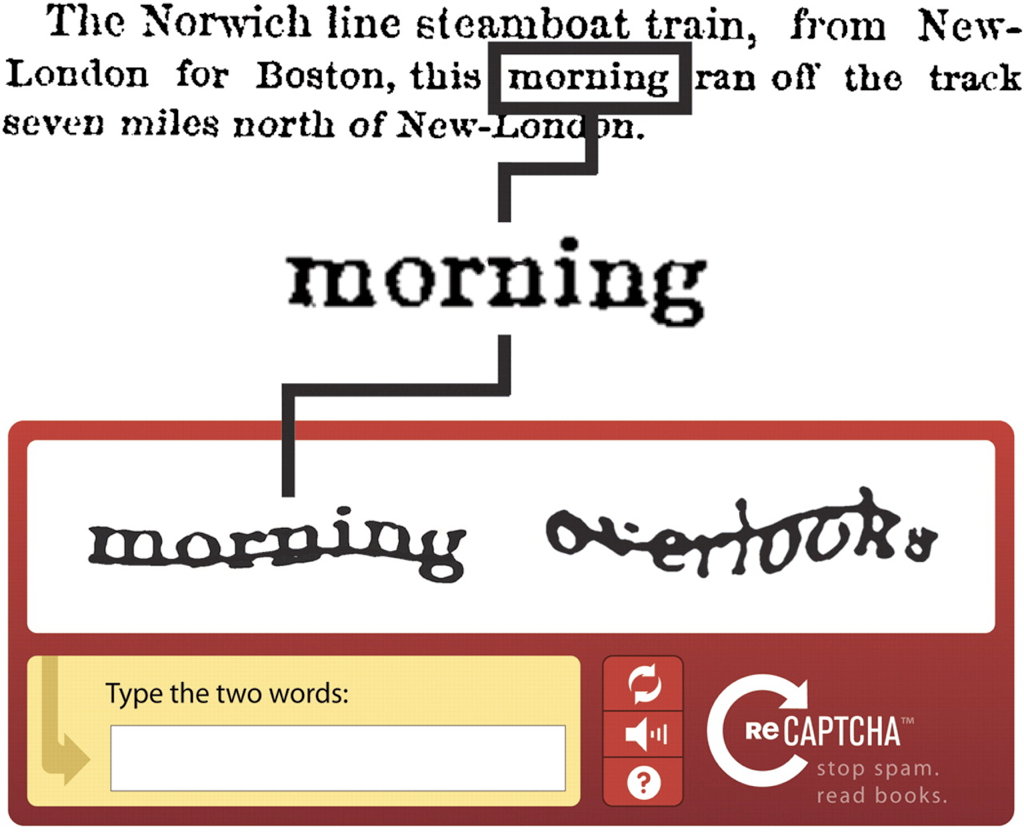 The Norwich line steamboat train, from New-
London for Boston, this morning ran off the track
seven miles north of New-London.
morning
morning overlooks
Type the two words:
ReCAPTCHA™
stop spam.
read books.